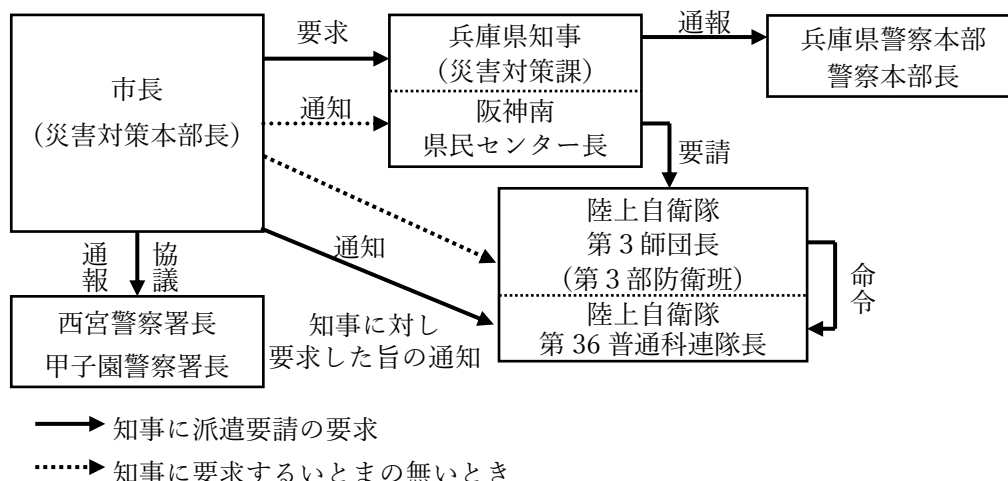 市長
(災害対策本部長)
要求
通知
兵庫県知事
(災害対策課)
阪神南
県民センター長
通報
兵庫県警察本部
警察本部長
要請
陸上自衛隊
第3師団長
(第3部防衛班)
陸上自衛隊
第36普通科連隊長
命令
通知
知事に対し
要求した旨の通知
通報
協議
西宮警察署長
甲子園警察署長
知事に派遣要請の要求
知事に要求するいとまの無いとき